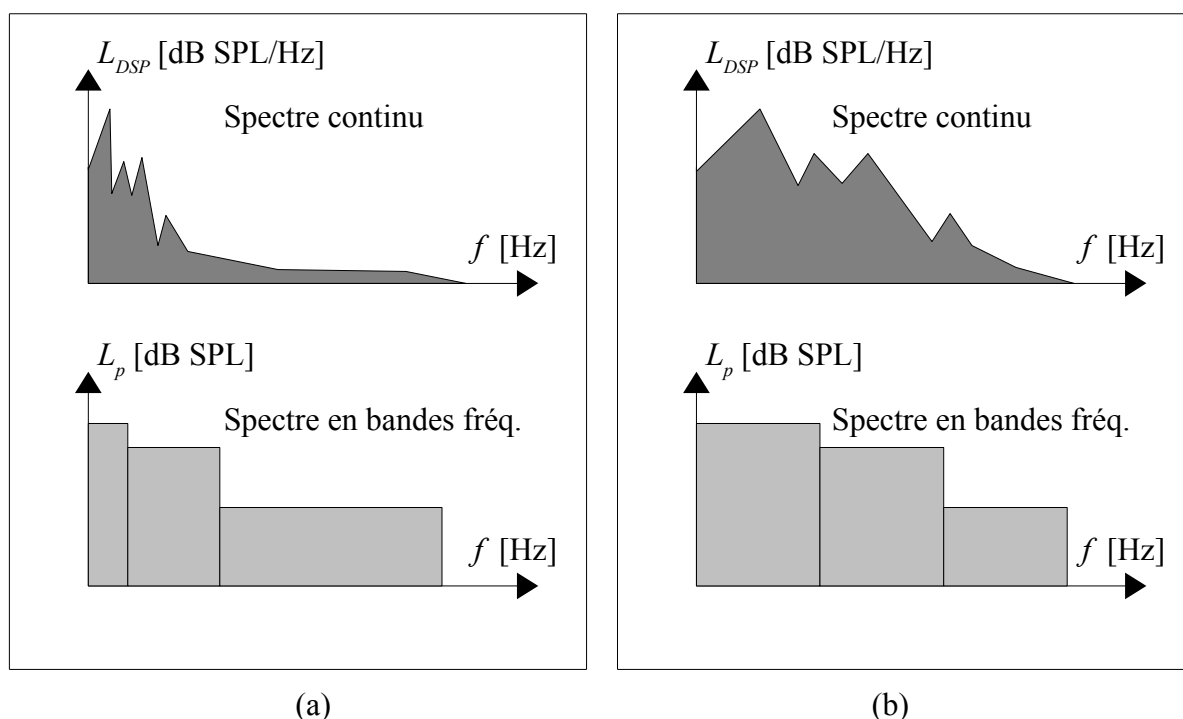 L_DSP [dB SPL/Hz]
Spectre continu
f [Hz]
L_p [dB SPL]
Spectre en bandes fréq.
f [Hz]
(a)
L_DSP [dB SPL/Hz]
Spectre continu
f [Hz]
L_p [dB SPL]
Spectre en bandes fréq.
f [Hz]
(b)